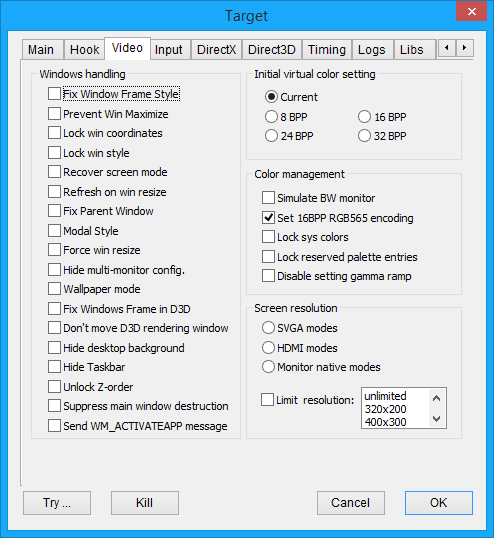 Target
Main Hook Video Input DirectX Direct3D Timing Logs Libs
Windows handling
Fix Window Frame Style
Prevent Win Maximize
Lock win coordinates
Lock win style
Recover screen mode
Refresh on win resize
Fix Parent Window
Modal Style
Force win resize
Hide multi-monitor config.
Wallpaper mode
Fix Windows Frame in D3D
Don't move D3D rendering window
Hide desktop background
Hide Taskbar
Unlock Z-order
Suppress main window destruction
Send WM_ACTIVATEAPP message
Initial virtual color setting
Current
8 BPP 16 BPP
24 BPP 32 BPP
Color management
Simulate BW monitor
Set 16BPP RGB565 encoding
Lock sys colors
Lock reserved palette entries
Disable setting gamma ramp
Screen resolution
SVGA modes
HDMI modes
Monitor native modes
Limit resolution:
unlimited
320x200
400x300
Try ... Kill Cancel OK